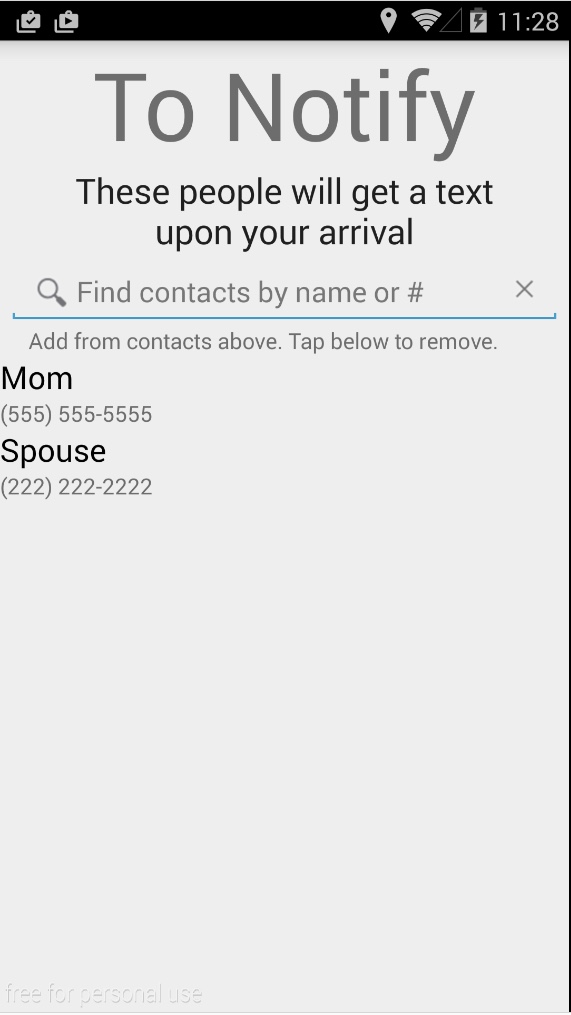 11:28
To Notify
These people will get a text
upon your arrival
Find contacts by name or #
Add from contacts above. Tap below to remove.
Mom
(555) 555-5555
Spouse
(222) 222-2222
free for personal use